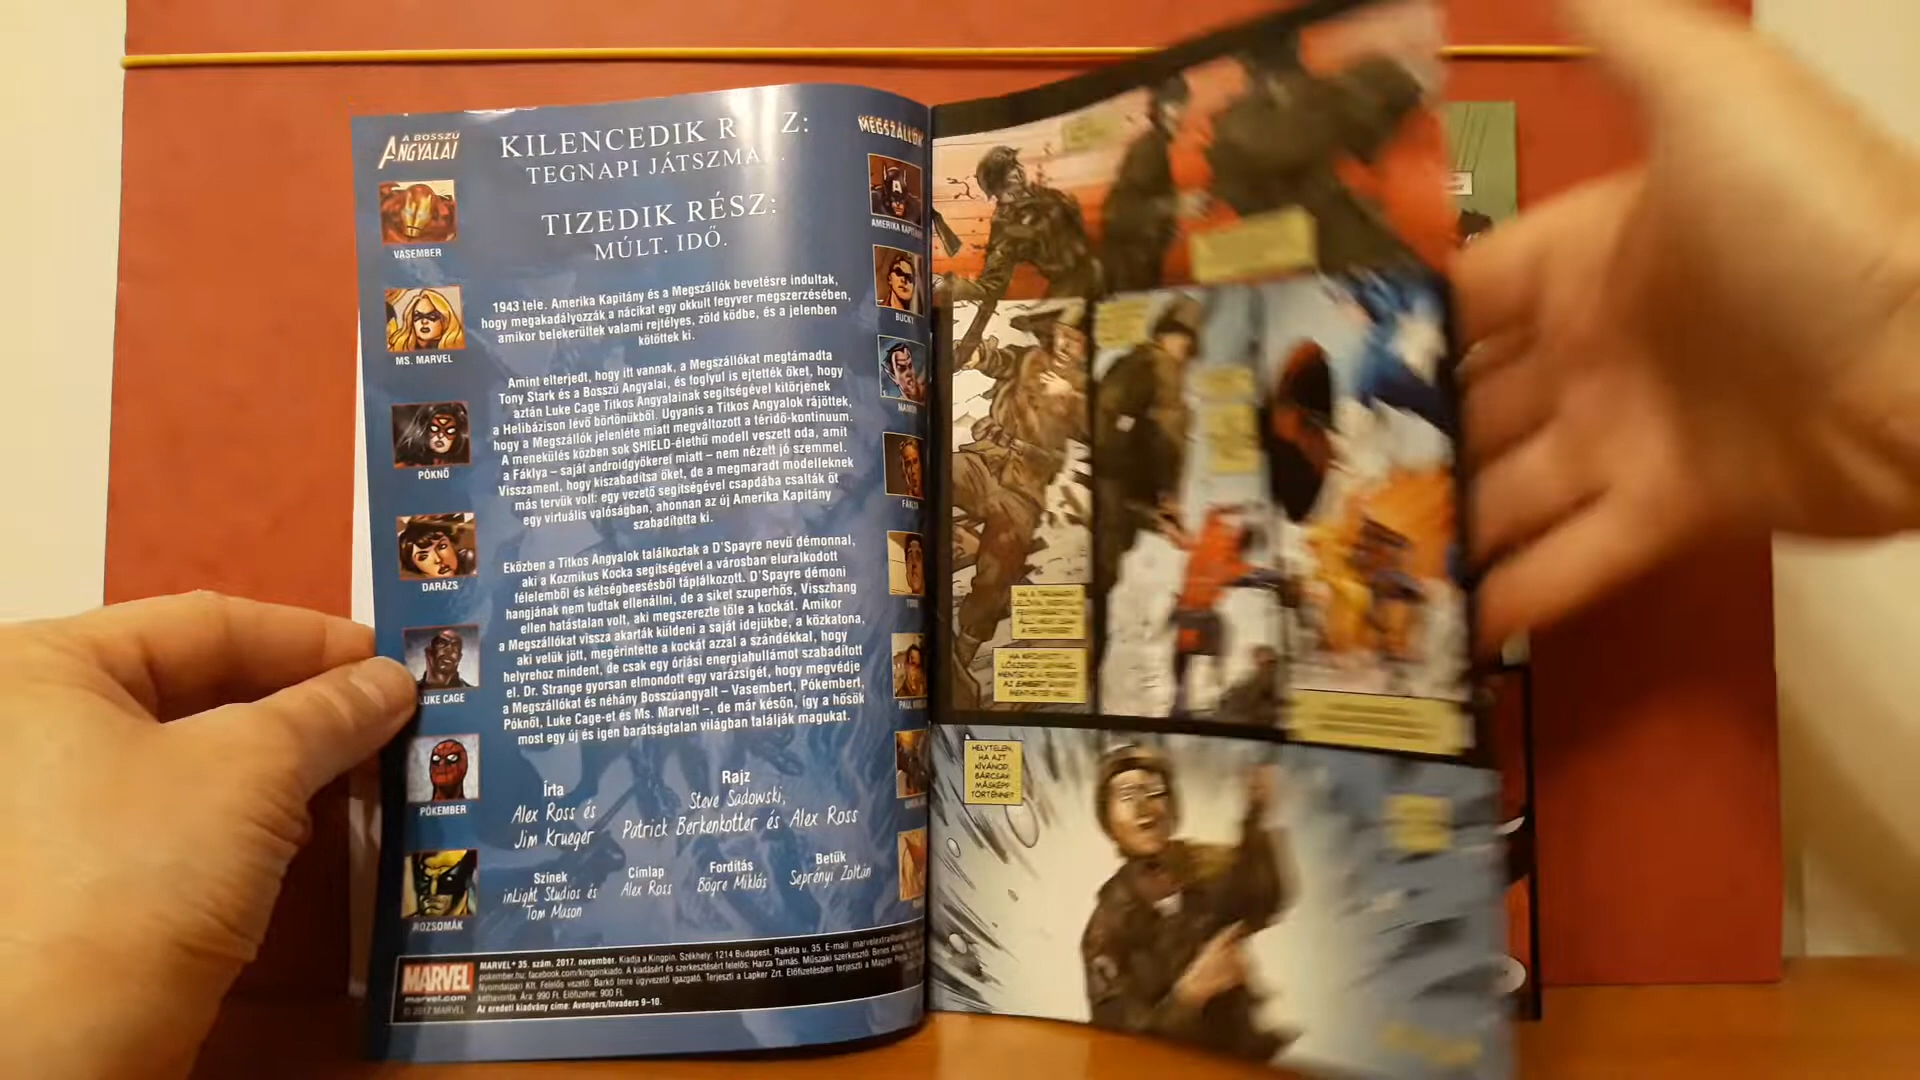 A BOSSZÚ
ANGYALAI
VASEMBER
MS. MARVEL
PÓKNŐ
DARÁZS
LUKE CAGE
PÓKEMBER
ROZSOMÁK
KILENCEDIK
TEGNAPI JÁTSZMA
TIZEDIK RÉSZ:
MÚLT. IDŐ.
1943 tele. Amerika Kapitány és a Megszállók bevetésre indultak,
hogy megakadályozzák a nácikat egy okkult fegyver megszerzésében,
amikor belekerültek valami rejtélyes, zöld ködbe, és a jelenben
kötöttek ki.
Amint elterjedt, hogy itt vannak, a Megszállókat megtámadta
Tony Stark és a Bosszú Angyalai, és foglyul is ejtették őket, hogy
aztán Luke Cage Titkos Angyalainak segítségével kitörjenek
a Helibázison lévő börtönükből. Ugyanis a Titkos Angyalok rájöttek,
hogy a Megszállók jelenléte miatt megváltozott a téridő-kontinuum.
A menekülés közben sok SHIELD-élethű modell veszett oda, amit
a Fáklya – saját androidgyökerei miatt – nem nézett jó szemmel.
Visszament, hogy kiszabadítsa őket, de a megmaradt modelleknek
más tervük volt: egy vezető segítségével csapdába csalták őt
egy virtuális valóságban, ahonnan az új Amerika Kapitány
szabadította ki.
Eközben a Titkos Angyalok találkoztak a D'Spayre nevű démonnal,
aki a Kozmikus Kocka segítségével a városban eluralkodott
félelemből és kétségbeesésből táplálkozott. D'Spayre démoni
hangjának nem tudtak ellenállni, de a siket szuperhős, Visszhang
ellen hatástalan volt, aki megszerezte tőle a kockát. Amikor
a Megszállókat vissza akarták küldeni a saját idejükbe, a közkatona,
aki velük jött, megérintette a kockát azzal a szándékkal, hogy
helyrehoz mindent, de csak egy óriási energiahullámot szabadított
el. Dr. Strange gyorsan elmondott egy varázsigét, hogy megvédje
a Megszállókat és néhány Bosszúangyalt – Vasembert, Pókembert,
Póknőt, Luke Cage-et és Ms. Marvelt –, de már későn, így a hősök
most egy új és igen barátságtalan világban találják magukat.
Írta
Alex Ross és
Jim Krueger
Rajz
Steve Sadowski,
Patrick Berkenkotter és Alex Ross
Színek
inLight Studios és
Tom Mason
Címlap
Alex Ross
Fordítás
Bögre Miklós
Betűk
Seprényi Zoltán
MARVEL
marvel.com
© 2017 MARVEL
MARVEL* 35. szám, 2017. november. Kiadja a Kingpin. Székhely: 1214 Budapest, Rakéta u. 35. E-mail:
pokember.hu; facebook.com/kingpinkiado. A kiadásért és szerkesztésért felelős: Harza Tamás. Műszaki szerkesztő:
Nyomdaipari Kft. Felelős vezető: Barkó Imre ügyvezető igazgató. Terjeszti a Lapker Zrt. Előfizetésben terjeszti a Magyar
kéthavonta. Ára: 990 Ft. Előfizetve: 900 Ft.
Az eredeti kiadvány címe: Avengers/Invaders 9–10.
AMERIKA
BUCKY
HELYTELEN,
HA AZT
KÍVÁNOD,
BÁRCSAK
MÁSKÉPP
TÖRTÉNNE?